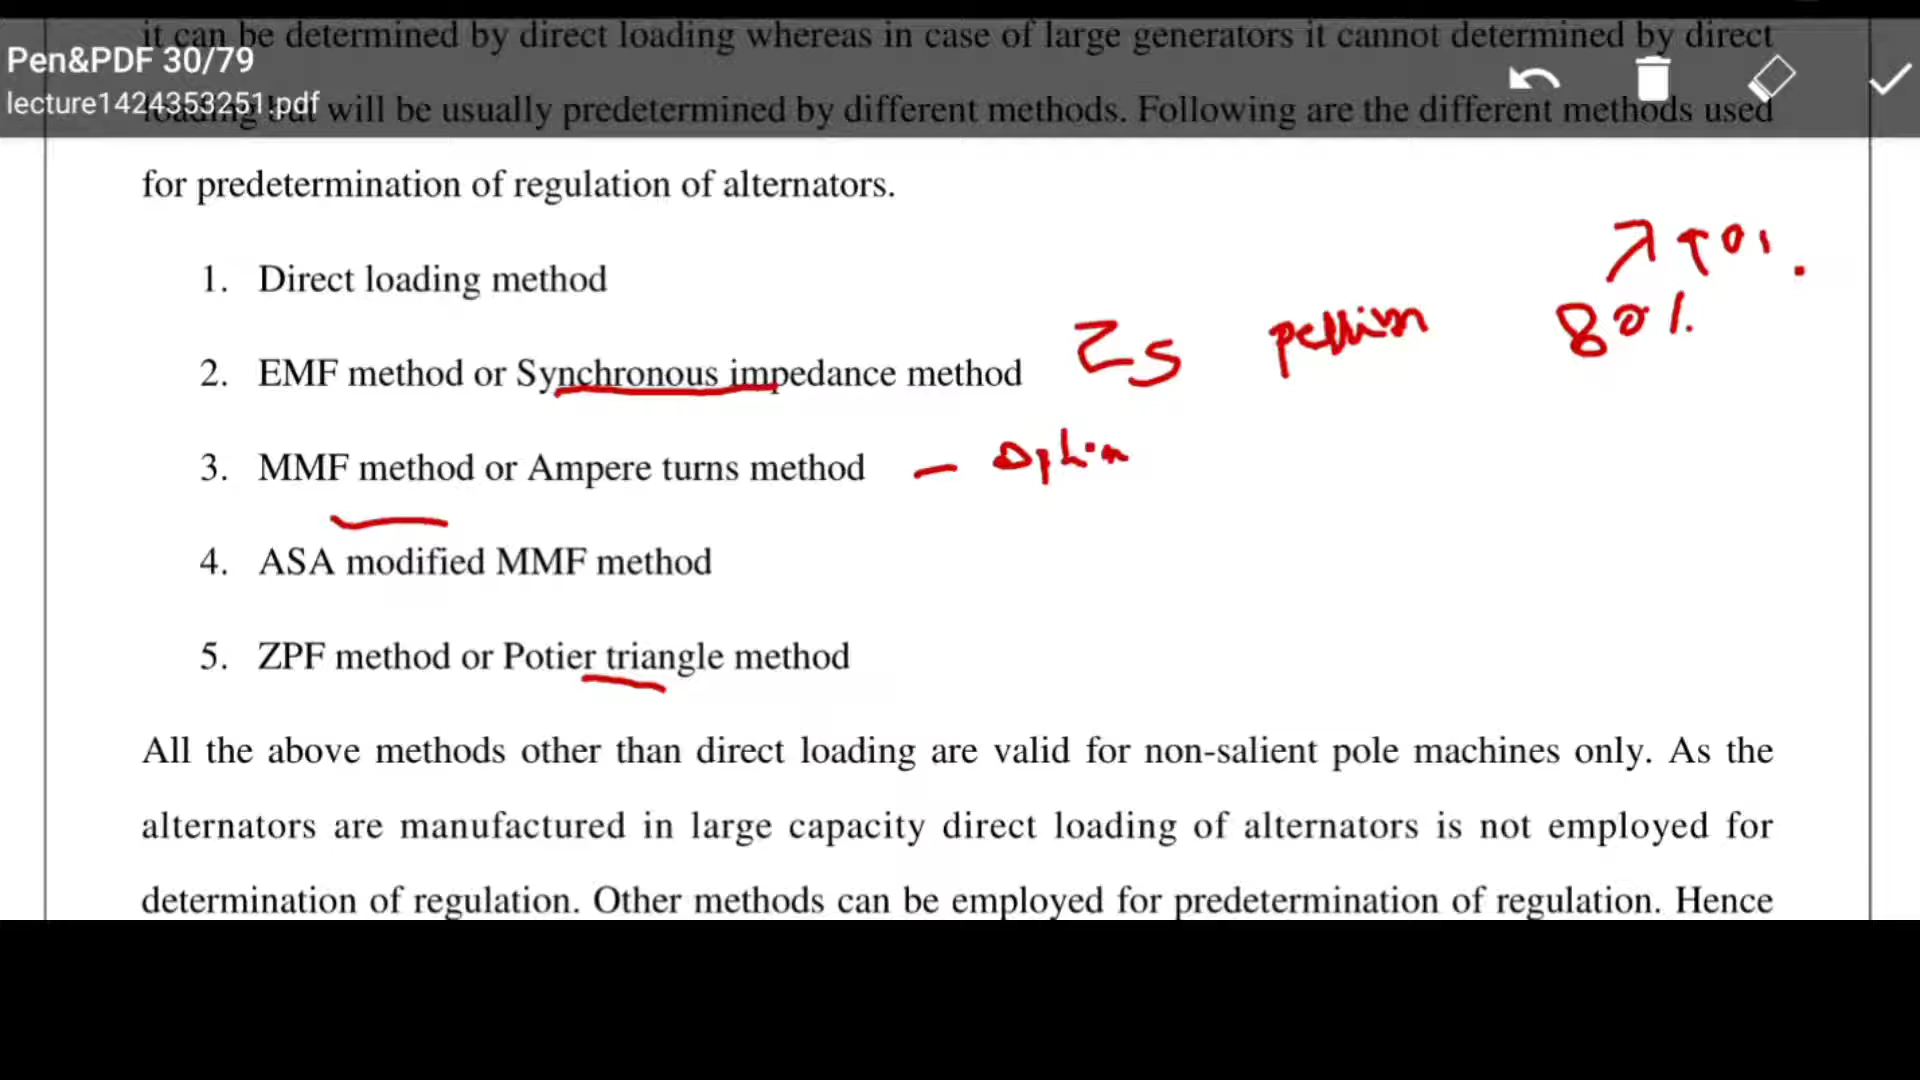 it can be determined by direct loading whereas in case of large generators it cannot determined by direct
Pen&PDF 30/79
lecture1424353251.pdf
will be usually predetermined by different methods. Following are the different methods used
for predetermination of regulation of alternators.
1. Direct loading method
2. EMF method or Synchronous impedance method
Zs
80%
3. MMF method or Ampere turns method
4. ASA modified MMF method
5. ZPF method or Potier triangle method
All the above methods other than direct loading are valid for non-salient pole machines only. As the
alternators are manufactured in large capacity direct loading of alternators is not employed for
determination of regulation. Other methods can be employed for predetermination of regulation. Hence